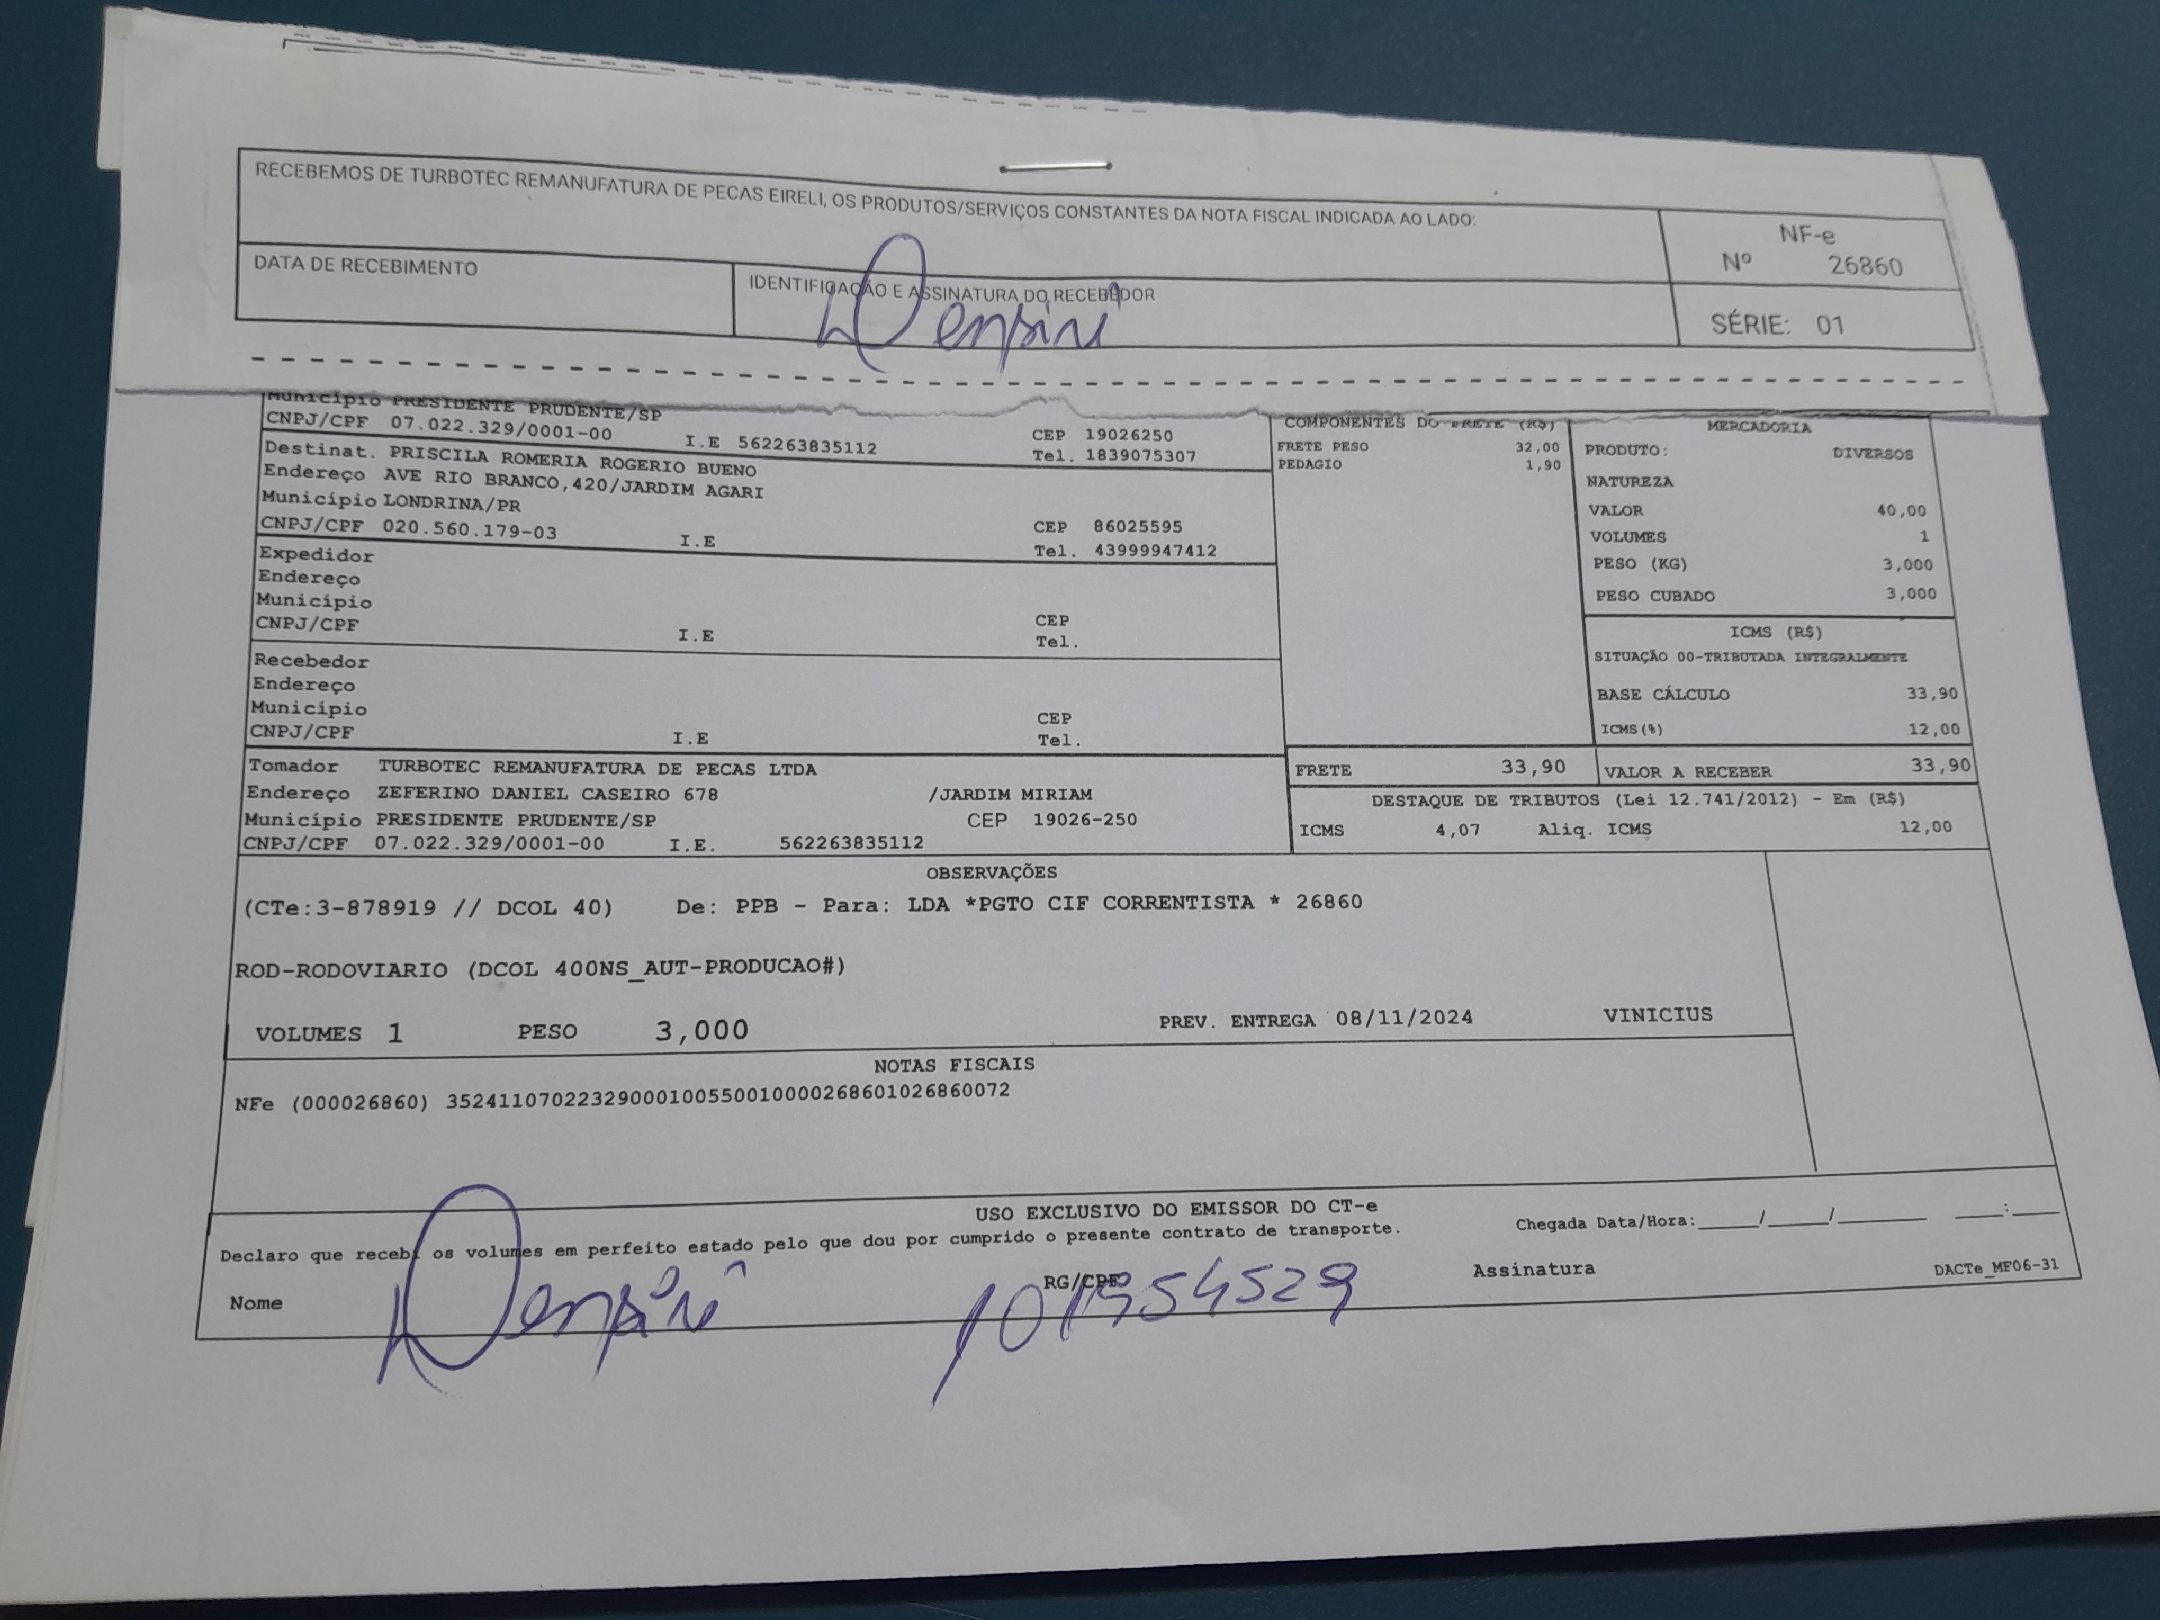 RECEBEMOS DE TURBOTEC REMANUFATURA DE PECAS EIRELI, OS PRODUTOS/SERVIÇOS CONSTANTES DA NOTA FISCAL INDICADA AO LADO:
NF-e
Nº 26860
SÉRIE: 01
DATA DE RECEBIMENTO
IDENTIFICAÇÃO E ASSINATURA DO RECEBEDOR
Município PRESIDENTE PRUDENTE/SP
CNPJ/CPF 07.022.329/0001-00 I.E 562263835112
CEP 19026250
Tel. 1839075307
Destinat. PRISCILA ROMERIA ROGERIO BUENO
Endereço AVE RIO BRANCO,420/JARDIM AGARI
Município LONDRINA/PR
CNPJ/CPF 020.560.179-03 I.E
CEP 86025595
Tel. 43999947412
Expedidor
Endereço
Município
CNPJ/CPF I.E
CEP
Tel.
Recebedor
Endereço
Município
CNPJ/CPF I.E
CEP
Tel.
Tomador TURBOTEC REMANUFATURA DE PECAS LTDA
Endereço ZEFERINO DANIEL CASEIRO 678 /JARDIM MIRIAM
Município PRESIDENTE PRUDENTE/SP CEP 19026-250
CNPJ/CPF 07.022.329/0001-00 I.E. 562263835112
COMPONENTES DO FRETE (R$)
FRETE PESO 32,00
PEDAGIO 1,90
MERCADORIA
PRODUTO: DIVERSOS
NATUREZA
VALOR 40,00
VOLUMES 1
PESO (KG) 3,000
PESO CUBADO 3,000
ICMS (R$)
SITUAÇÃO 00-TRIBUTADA INTEGRALMENTE
BASE CÁLCULO 33,90
ICMS(%) 12,00
FRETE 33,90 VALOR A RECEBER 33,90
DESTAQUE DE TRIBUTOS (Lei 12.741/2012) - Em (R$)
ICMS 4,07 Aliq. ICMS 12,00
OBSERVAÇÕES
(CTe:3-878919 // DCOL 40) De: PPB - Para: LDA *PGTO CIF CORRENTISTA * 26860
ROD-RODOVIARIO (DCOL 400NS_AUT-PRODUCAO#)
VOLUMES 1 PESO 3,000 PREV. ENTREGA 08/11/2024 VINICIUS
NOTAS FISCAIS
NFe (000026860) 35241107022329000100550010000268601026860072
USO EXCLUSIVO DO EMISSOR DO CT-e
Declaro que recebi os volumes em perfeito estado pelo que dou por cumprido o presente contrato de transporte.
Chegada Data/Hora:_____/_____/_______ ____:____
Nome
RG/CPF
Assinatura
DACTe_MF06-31